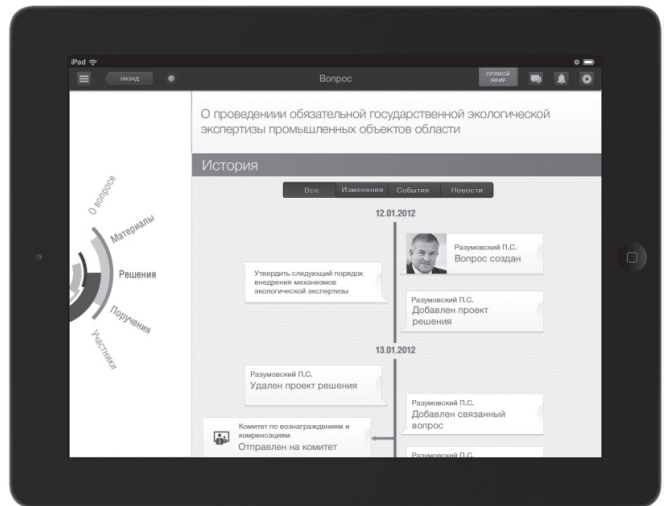 iPad
НАЗАД
Вопрос
ПРЯМОЙ
ЭФИР
О проведениии обязательной государственной экологической
экспертизы промышленных объектов области
История
Все
Изменения
События
Новости
О вопросе
Материалы
Решения
Поручения
Участники
12.01.2012
Разумовский П.С.
Вопрос создан
Утвердить следующий порядок
внедрения механизмов
экологической экспертизы
Разумовский П.С.
Добавлен проект
решения
13.01.2012
Разумовский П.С.
Удален проект решения
Разумовский П.С.
Добавлен связанный
вопрос
Комитет по вознаграждениям и
компенсациям
Отправлен на комитет
Разумовский П.С.